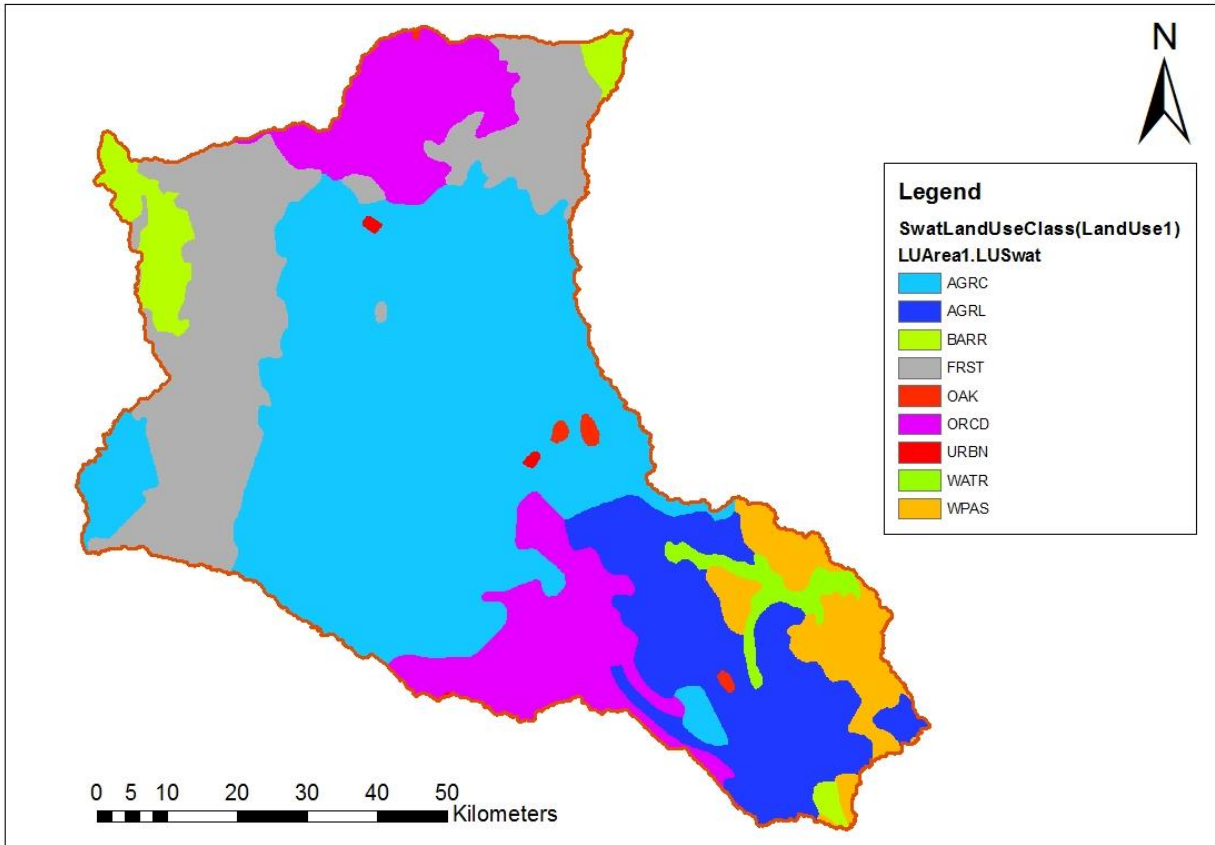 N
Legend
SwatLandUseClass(LandUse1)
LUArea1.LUSwat
AGRC
AGRL
BARR
FRST
OAK
ORCD
URBN
WATR
WPAS
0 5 10 20 30 40 50
Kilometers